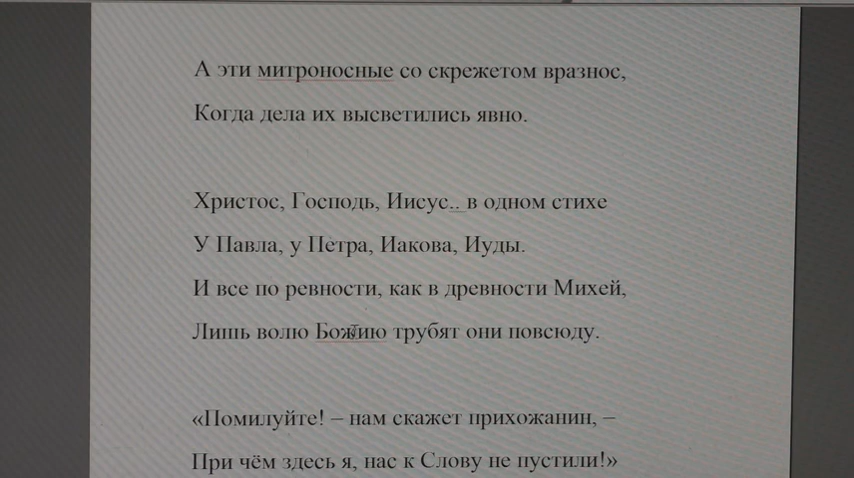 А эти митроносные со скрежетом вразнос,
Когда дела их высветились явно.
Христос, Господь, Иисус.. в одном стихе
У Павла, у Петра, Иакова, Иуды.
И все по ревности, как в древности Михей,
Лишь волю Божию трубят они повсюду.
«Помилуйте! – нам скажет прихожанин, –
При чём здесь я, нас к Слову не пустили!»